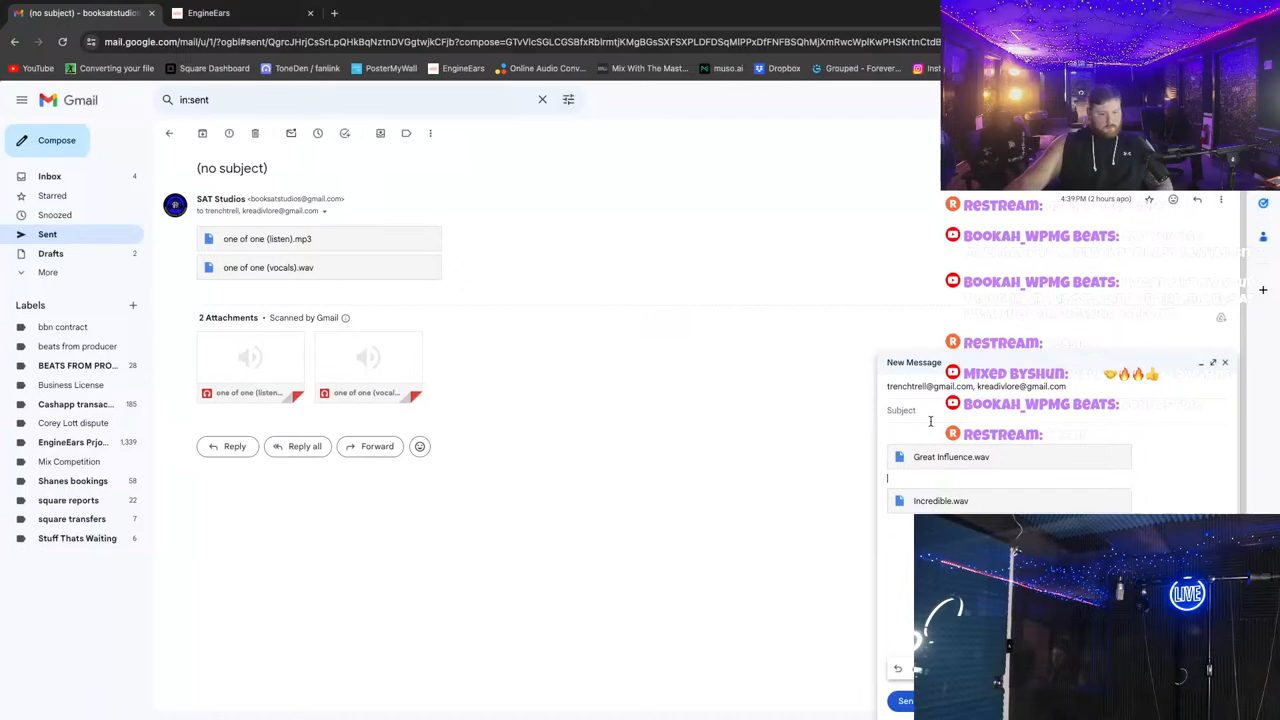 (no subject) - booksatstudios
EngineEars
mail.google.com/mail/u/1/?ogbl#sent/QgrcJHrjCsSrLpQHkBqNztnDVGgtwjkCFjb?compose=GTvVlcSGLCGSBfxRblrmtjKMgBGsSXFSXPLDFDSqMlPPxDfFNFBSQhMjXmRwcWplKwPHSKrtnCtd
YouTube
Converting your file
Square Dashboard
ToneDen / fanlink
PosterMyWall
EngineEars
Online Audio Conv...
Mix With The Mast...
muso.ai
Dropbox
Grouped - Forever...
Inst
Gmail
in:sent
Compose
Inbox 4
Starred
Snoozed
Sent
Drafts 2
More
Labels
bbn contract
beats from producer
BEATS FROM PRO... 28
Business License
Cashapp transac... 185
Corey Lott dispute
EngineEars Prjo... 1,339
Mix Competition
Shanes bookings 58
square reports 22
square transfers 7
Stuff Thats Waiting 6
(no subject)
SAT Studios <booksatstudios@gmail.com>
to trenchtrell, kreadivlore@gmail.com
4:39 PM (2 hours ago)
one of one (listen).mp3
one of one (vocals).wav
2 Attachments • Scanned by Gmail
one of one (listen...
one of one (vocal...
Reply
Reply all
Forward
Restream:
Bookah_WPMG Beats:
Bookah_WPMG Beats:
Restream:
New Message
Mixed ByShun: 🤝🔥🔥👍
trenchtrell@gmail.com, kreadivlore@gmail.com
Bookah_WPMG Beats:
Subject
Restream:
Great Influence.wav
Incredible.wav
Sen
LIVE